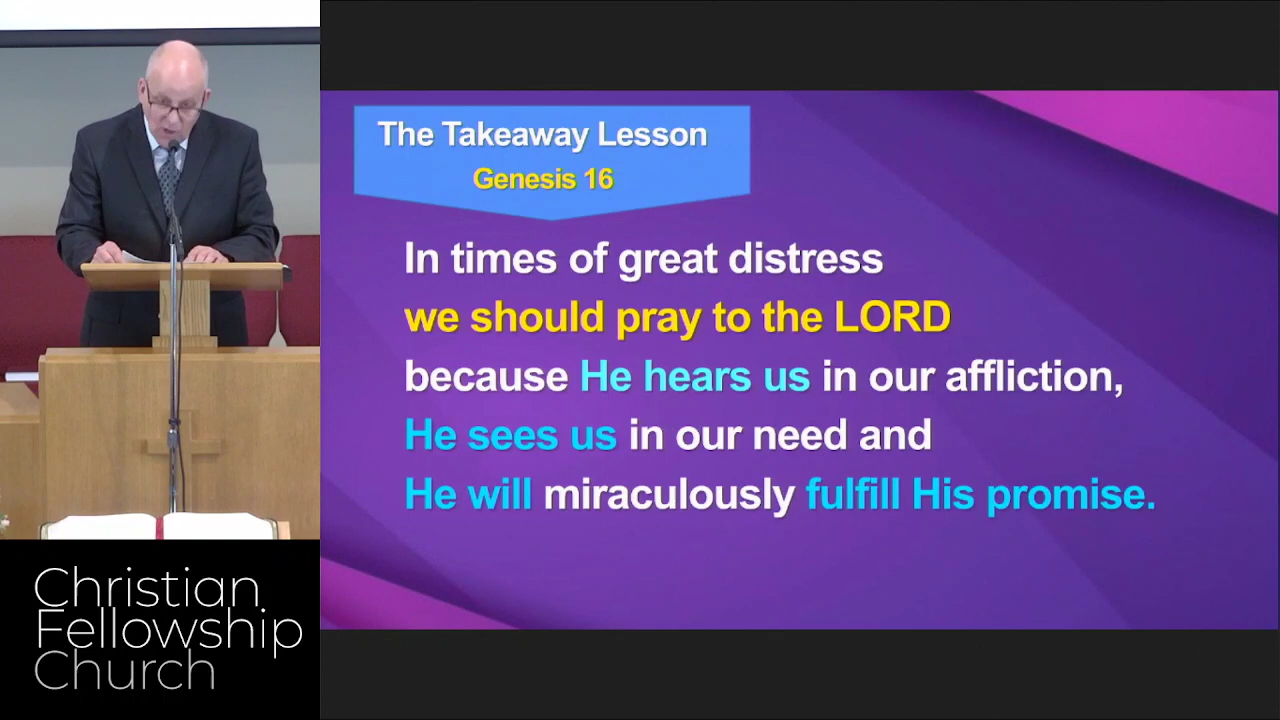 The Takeaway Lesson
Genesis 16
In times of great distress
we should pray to the LORD
because He hears us in our affliction,
He sees us in our need and
He will miraculously fulfill His promise.
Christian
Fellowship
Church